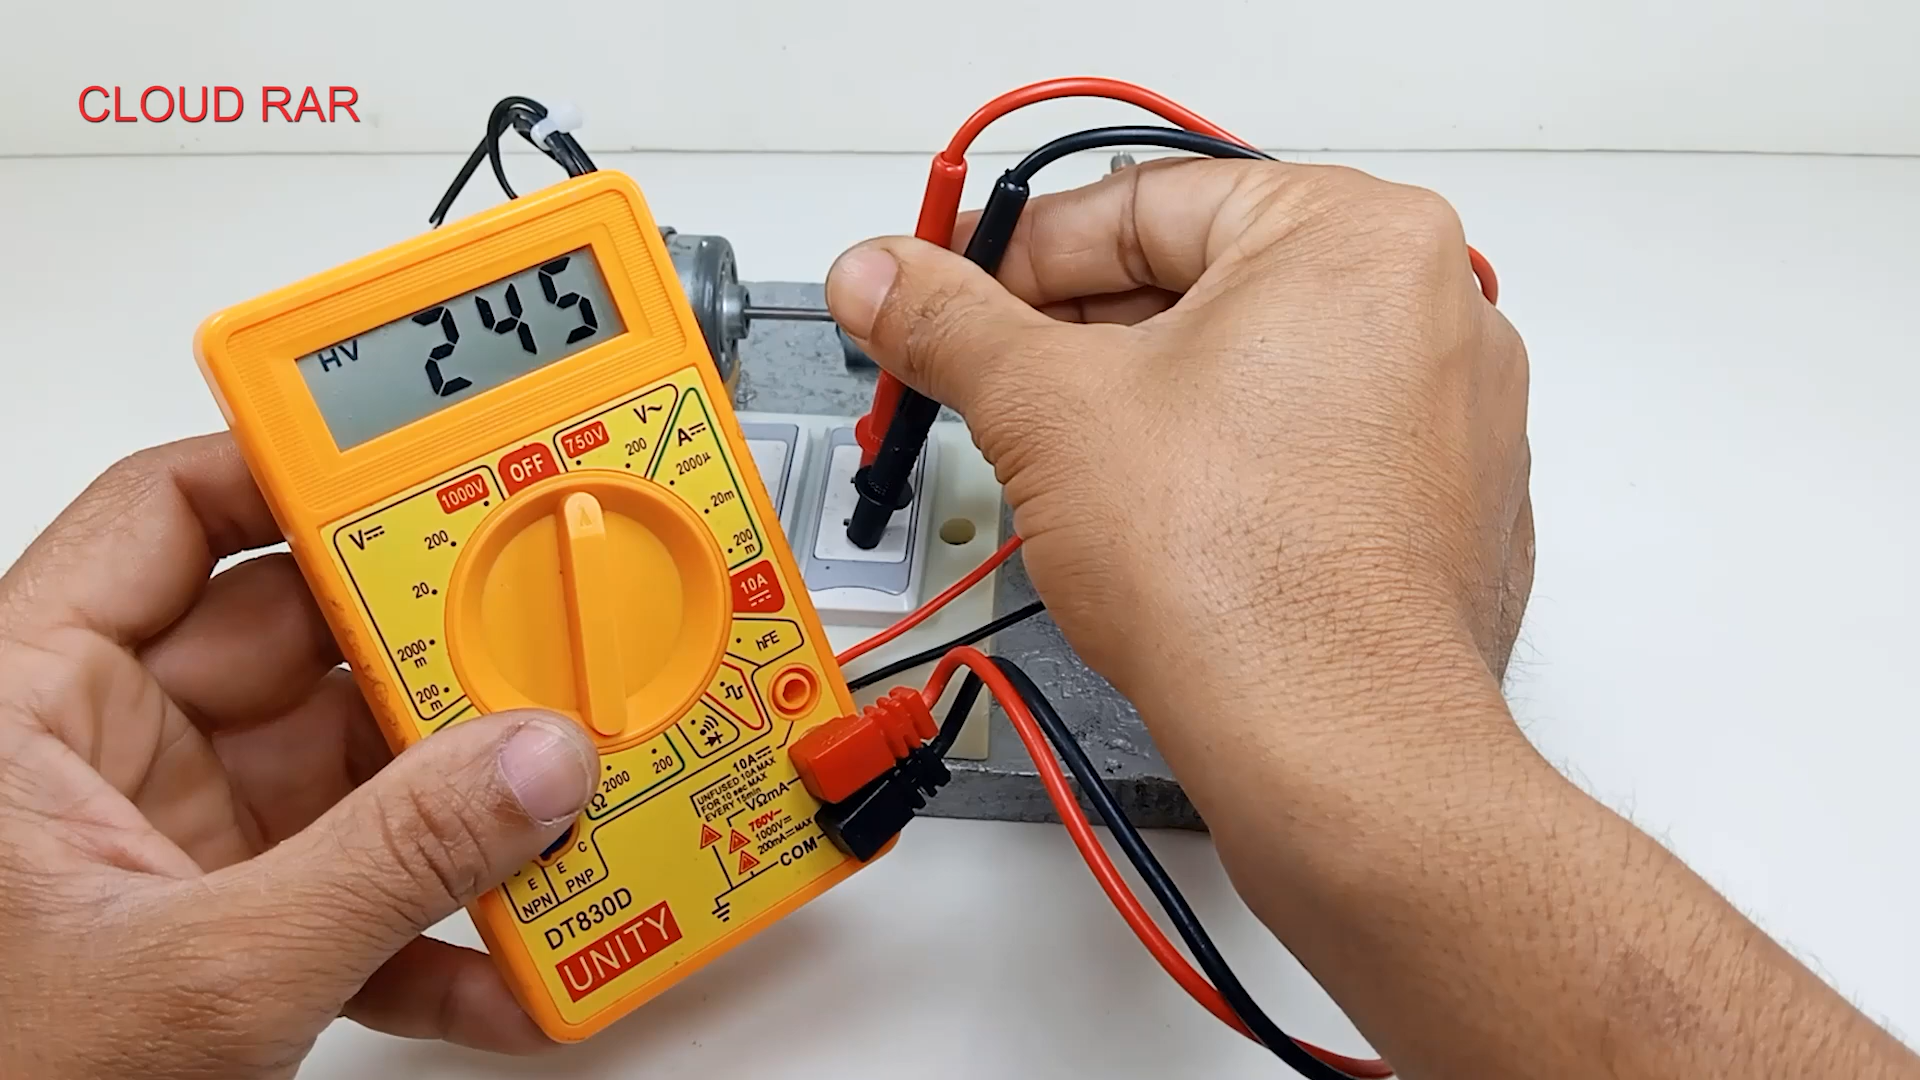 CLOUD RAR
HV 245
OFF
750V
V~
200
A⎓
1000V
2000µ
V⎓
200
20m
20
200
m
10A
2000
m
hFE
200
m
2000
200
Ω
10A⎓
UNFUSED 10A MAX
FOR 10 sec MAX
EVERY 15min
VΩmA
750V~
1000V⎓
200mA⎓ MAX
COM
C
E
E
NPN
PNP
DT830D
UNITY